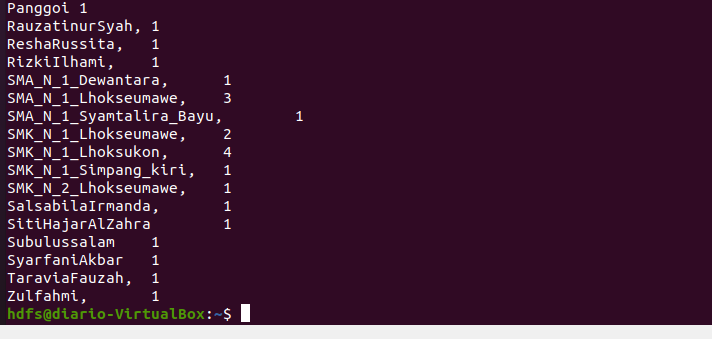 Panggoi 1
RauzatinurSyah, 1
ReshaRussita,   1
RizkiIlhami,    1
SMA_N_1_Dewantara,      1
SMA_N_1_Lhokseumawe,    3
SMA_N_1_Syamtalira_Bayu,        1
SMK_N_1_Lhokseumawe,    2
SMK_N_1_Lhoksukon,      4
SMK_N_1_Simpang_kiri,   1
SMK_N_2_Lhokseumawe,    1
SalsabilaIrmanda,       1
SitiHajarAlZahra        1
Subulussalam    1
SyarfaniAkbar   1
TaraviaFauzah,  1
Zulfahmi,       1
hdfs@diario-VirtualBox:~$